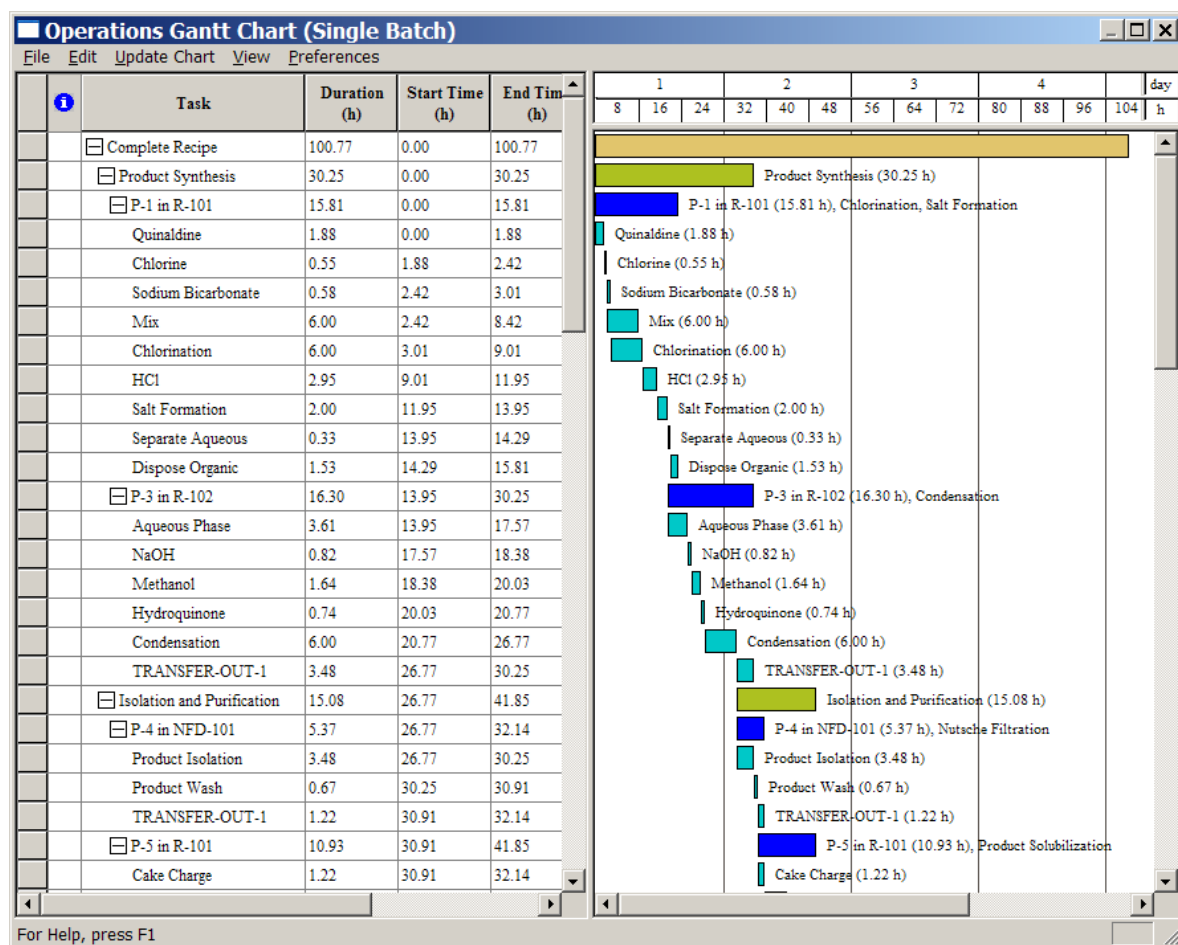 Operations Gantt Chart (Single Batch)
File Edit Update Chart View Preferences
Task Duration (h) Start Time (h) End Tim (h) 1 2 3 4 day
8 16 24 32 40 48 56 64 72 80 88 96 104 h
Complete Recipe 100.77 0.00 100.77
Product Synthesis 30.25 0.00 30.25 Product Synthesis (30.25 h)
P-1 in R-101 15.81 0.00 15.81 P-1 in R-101 (15.81 h), Chlorination, Salt Formation
Quinaldine 1.88 0.00 1.88 Quinaldine (1.88 h)
Chlorine 0.55 1.88 2.42 Chlorine (0.55 h)
Sodium Bicarbonate 0.58 2.42 3.01 Sodium Bicarbonate (0.58 h)
Mix 6.00 2.42 8.42 Mix (6.00 h)
Chlorination 6.00 3.01 9.01 Chlorination (6.00 h)
HCl 2.95 9.01 11.95 HCl (2.95 h)
Salt Formation 2.00 11.95 13.95 Salt Formation (2.00 h)
Separate Aqueous 0.33 13.95 14.29 Separate Aqueous (0.33 h)
Dispose Organic 1.53 14.29 15.81 Dispose Organic (1.53 h)
P-3 in R-102 16.30 13.95 30.25 P-3 in R-102 (16.30 h), Condensation
Aqueous Phase 3.61 13.95 17.57 Aqueous Phase (3.61 h)
NaOH 0.82 17.57 18.38 NaOH (0.82 h)
Methanol 1.64 18.38 20.03 Methanol (1.64 h)
Hydroquinone 0.74 20.03 20.77 Hydroquinone (0.74 h)
Condensation 6.00 20.77 26.77 Condensation (6.00 h)
TRANSFER-OUT-1 3.48 26.77 30.25 TRANSFER-OUT-1 (3.48 h)
Isolation and Purification 15.08 26.77 41.85 Isolation and Purification (15.08 h)
P-4 in NFD-101 5.37 26.77 32.14 P-4 in NFD-101 (5.37 h), Nutsche Filtration
Product Isolation 3.48 26.77 30.25 Product Isolation (3.48 h)
Product Wash 0.67 30.25 30.91 Product Wash (0.67 h)
TRANSFER-OUT-1 1.22 30.91 32.14 TRANSFER-OUT-1 (1.22 h)
P-5 in R-101 10.93 30.91 41.85 P-5 in R-101 (10.93 h), Product Solubilization
Cake Charge 1.22 30.91 32.14 Cake Charge (1.22 h)
For Help, press F1